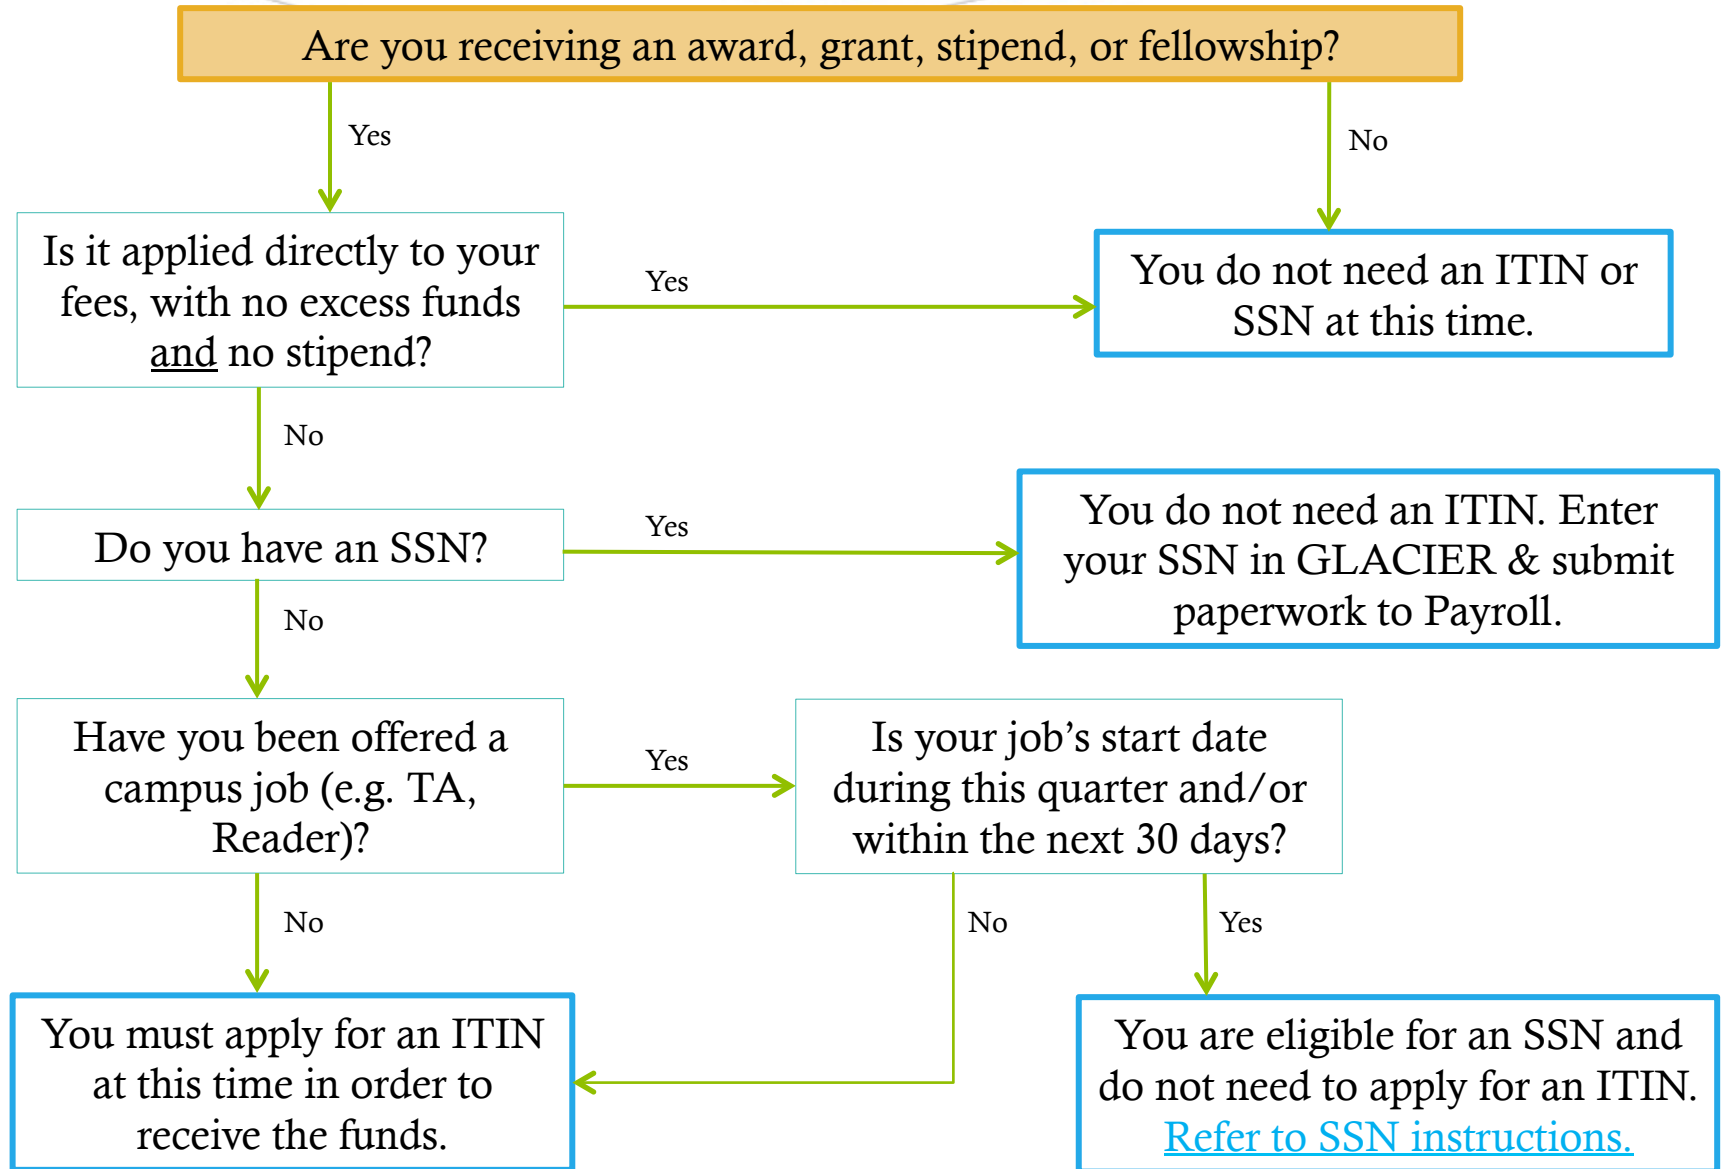 Are you receiving an award, grant, stipend, or fellowship?
Yes
No
Is it applied directly to your
fees, with no excess funds
and no stipend?
Yes
You do not need an ITIN or
SSN at this time.
No
Do you have an SSN?
Yes
You do not need an ITIN. Enter
your SSN in GLACIER & submit
paperwork to Payroll.
No
Have you been offered a
campus job (e.g. TA,
Reader)?
Yes
Is your job's start date
during this quarter and/or
within the next 30 days?
No
No
Yes
You must apply for an ITIN
at this time in order to
receive the funds.
You are eligible for an SSN and
do not need to apply for an ITIN.
Refer to SSN instructions.